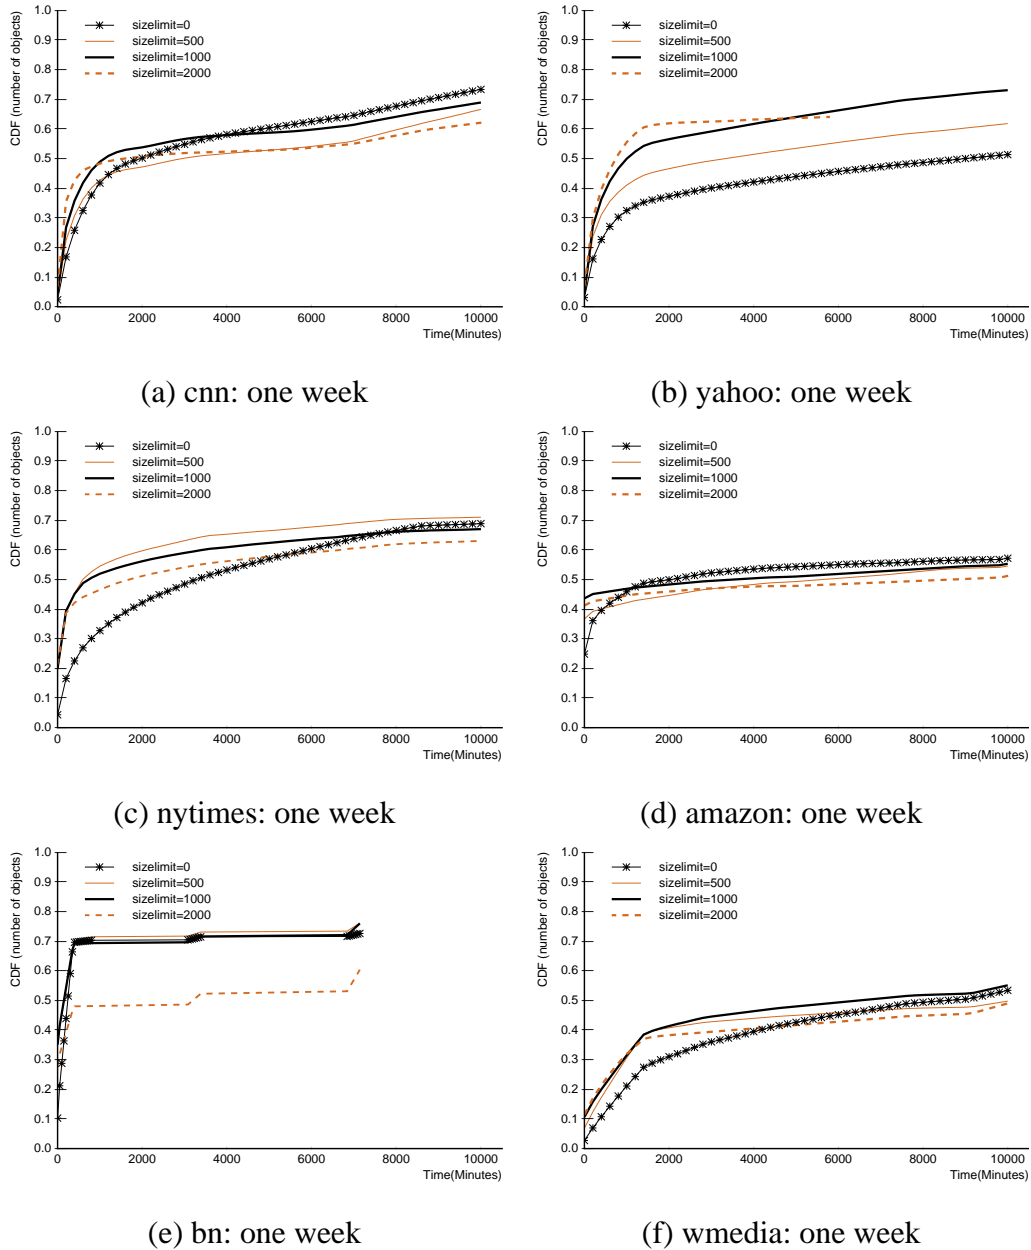 CDF (number of objects)
1.0
0.9
0.8
0.7
0.6
0.5
0.4
0.3
0.2
0.1
0.0
sizelimit=0
sizelimit=500
sizelimit=1000
sizelimit=2000
0 2000 4000 6000 8000 10000
Time(Minutes)
(a) cnn: one week
CDF (number of objects)
1.0
0.9
0.8
0.7
0.6
0.5
0.4
0.3
0.2
0.1
0.0
sizelimit=0
sizelimit=500
sizelimit=1000
sizelimit=2000
0 2000 4000 6000 8000 10000
Time(Minutes)
(b) yahoo: one week
CDF (number of objects)
1.0
0.9
0.8
0.7
0.6
0.5
0.4
0.3
0.2
0.1
0.0
sizelimit=0
sizelimit=500
sizelimit=1000
sizelimit=2000
0 2000 4000 6000 8000 10000
Time(Minutes)
(c) nytimes: one week
CDF (number of objects)
1.0
0.9
0.8
0.7
0.6
0.5
0.4
0.3
0.2
0.1
0.0
sizelimit=0
sizelimit=500
sizelimit=1000
sizelimit=2000
0 2000 4000 6000 8000 10000
Time(Minutes)
(d) amazon: one week
CDF (number of objects)
1.0
0.9
0.8
0.7
0.6
0.5
0.4
0.3
0.2
0.1
0.0
sizelimit=0
sizelimit=500
sizelimit=1000
sizelimit=2000
0 2000 4000 6000 8000 10000
Time(Minutes)
(e) bn: one week
CDF (number of objects)
1.0
0.9
0.8
0.7
0.6
0.5
0.4
0.3
0.2
0.1
0.0
sizelimit=0
sizelimit=500
sizelimit=1000
sizelimit=2000
0 2000 4000 6000 8000 10000
Time(Minutes)
(f) wmedia: one week